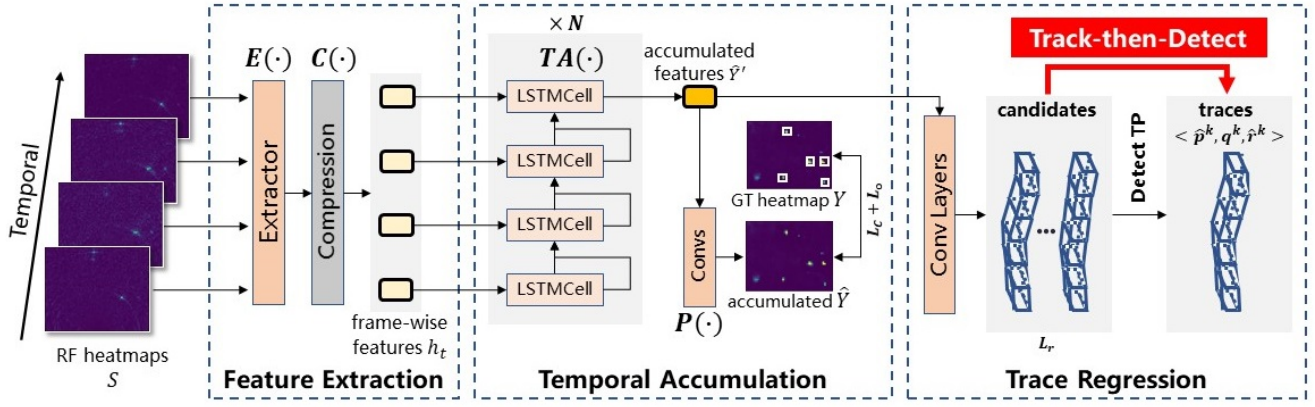 Temporal
RF heatmaps
S
E(·)
C(·)
Extractor
Compression
frame-wise
features h_t
Feature Extraction
× N
TA(·)
LSTMCell
LSTMCell
LSTMCell
LSTMCell
accumulated
features Ŷ′
Convs
P(·)
GT heatmap Y
accumulated Ŷ
L_C + L_o
Temporal Accumulation
Track-then-Detect
Conv Layers
candidates
...
L_r
Detect TP
traces
< p̂^k, q^k, r̂^k >
Trace Regression